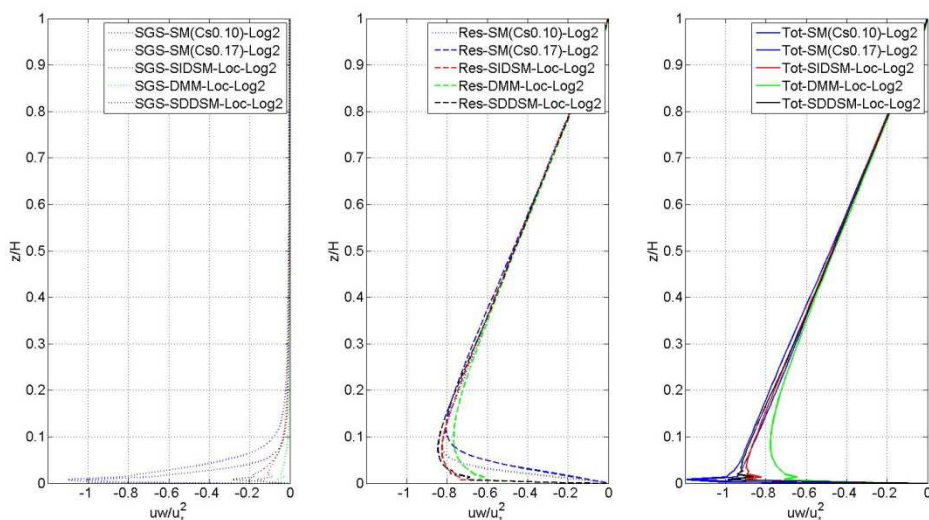 1
0.9
0.8
0.7
0.6
0.5
0.4
0.3
0.2
0.1
0
z/H
SGS-SM(Cs0.10)-Log2
SGS-SM(Cs0.17)-Log2
SGS-SIDSM-Loc-Log2
SGS-DMM-Loc-Log2
SGS-SDDSM-Loc-Log2
-1 -0.8 -0.6 -0.4 -0.2 0
uw/u*2
1
0.9
0.8
0.7
0.6
0.5
0.4
0.3
0.2
0.1
0
z/H
Res-SM(Cs0.10)-Log2
Res-SM(Cs0.17)-Log2
Res-SIDSM-Loc-Log2
Res-DMM-Loc-Log2
Res-SDDSM-Loc-Log2
-1 -0.8 -0.6 -0.4 -0.2 0
uw/u*2
1
0.9
0.8
0.7
0.6
0.5
0.4
0.3
0.2
0.1
0
z/H
Tot-SM(Cs0.10)-Log2
Tot-SM(Cs0.17)-Log2
Tot-SIDSM-Loc-Log2
Tot-DMM-Loc-Log2
Tot-SDDSM-Loc-Log2
-1 -0.8 -0.6 -0.4 -0.2 0
uw/u*2